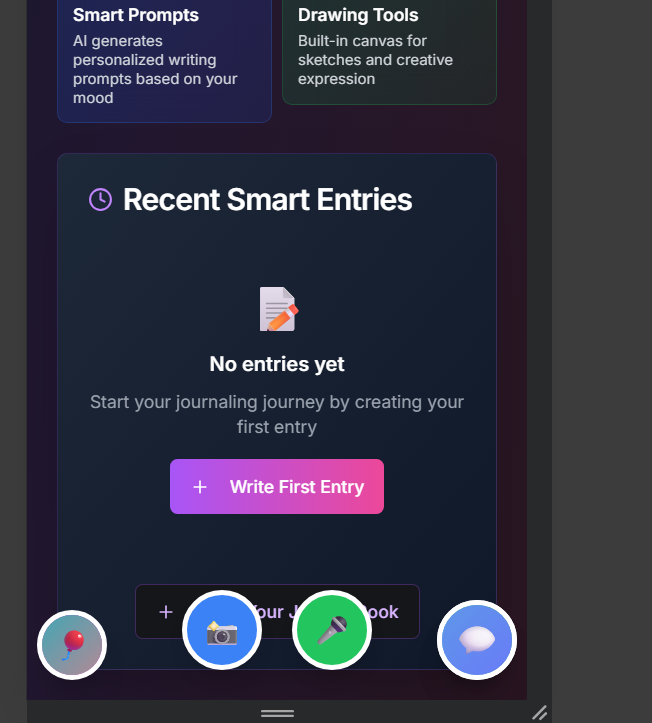 Smart Prompts
AI generates
personalized writing
prompts based on your
mood
Drawing Tools
Built-in canvas for
sketches and creative
expression
Recent Smart Entries
No entries yet
Start your journaling journey by creating your
first entry
+ Write First Entry
+ our J ook